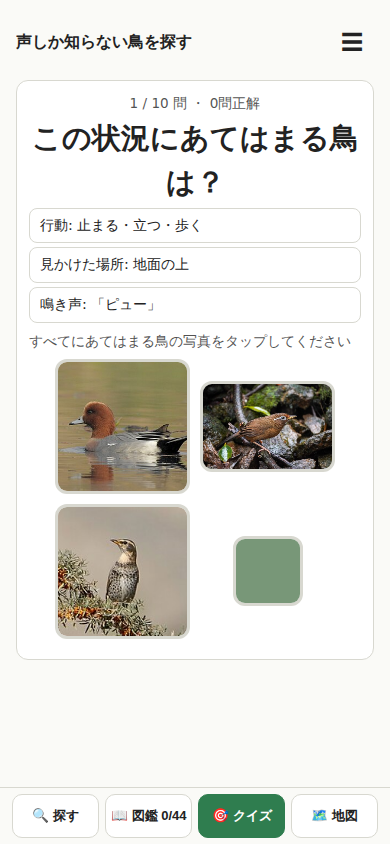 声しか知らない鳥を探す
☰
1 / 10 問 ・ 0問正解
この状況にあてはまる鳥
は？
行動: 止まる・立つ・歩く
見かけた場所: 地面の上
鳴き声: 「ピュー」
すべてにあてはまる鳥の写真をタップしてください
🔍 探す
📖 図鑑 0/44
🎯 クイズ
🗺️ 地図